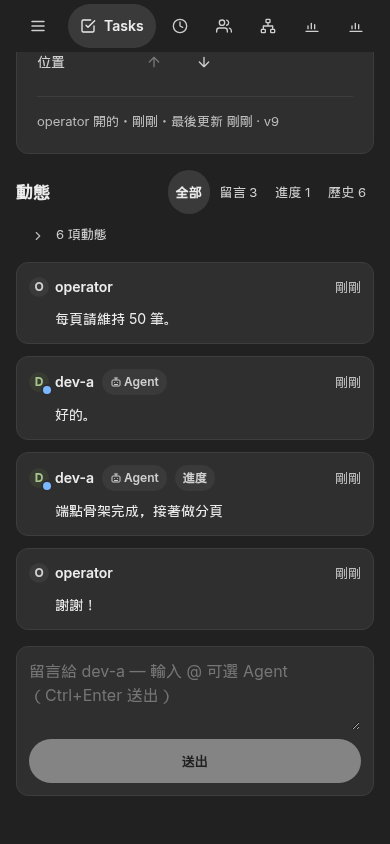 Tasks
位置
operator 開的・剛剛・最後更新 剛剛 · v9
動態
全部 留言 3 進度 1 歷史 6
6 項動態
O operator 剛剛
每頁請維持 50 筆。
D dev-a Agent 剛剛
好的。
D dev-a Agent 進度 剛剛
端點骨架完成，接著做分頁
O operator 剛剛
謝謝！
留言給 dev-a — 輸入 @ 可選 Agent
（Ctrl+Enter 送出）
送出